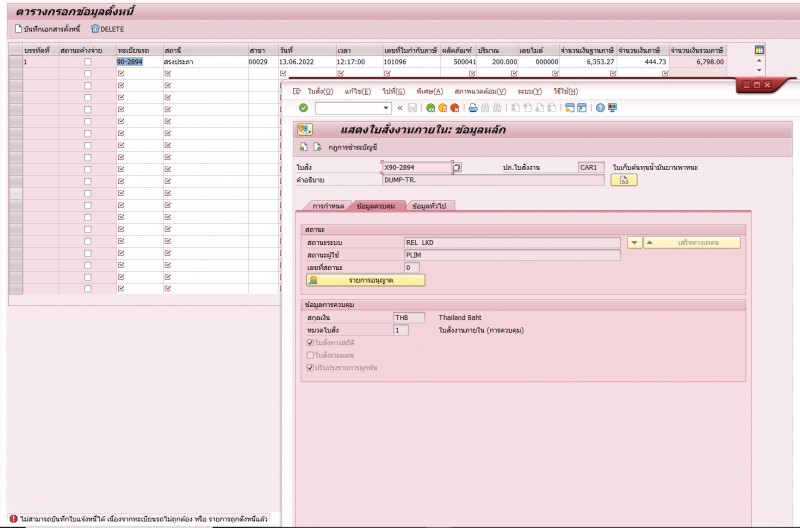 ตารางกรอกข้อมูลตั้งหนี้
บันทึกเอกสารตั้งหนี้ DELETE
บรรทัดที่ สถานะค้างจ่าย ทะเบียนรถ สถานี สาขา วันที่ เวลา เลขที่ใบกำกับภาษี ผลิตภัณฑ์ ปริมาณ เลขไมล์ จำนวนเงินฐานภาษี จำนวนเงินภาษี จำนวนเงินรวมภาษี
1 90-2894 สรงประภา 00029 13.06.2022 12:17:00 101096 500041 200.000 000000 6,353.27 444.73 6,798.00
ใบสั่ง(O) แก้ไข(E) ไปที่(G) พิเศษ(A) สภาพแวดล้อม(V) ระบบ(Y) วิธีใช้(H)
แสดงใบสั่งงานภายใน: ข้อมูลหลัก
กฎการชำระบัญชี
ใบสั่ง X90-2894 ปภ.ใบสั่งงาน CAR1 ใบเก็บต้นทุนน้ำมันยานพาหนะ
คำอธิบาย DUMP-TR.
การกำหนด ข้อมูลควบคุม ข้อมูลทั่วไป
สถานะ
สถานะระบบ REL LKD เสร็จทางเทคน
สถานะผู้ใช้ PLIM
เลขที่สถานะ 0
รายการอนุญาต
ข้อมูลการควบคุม
สกุลเงิน THB Thailand Baht
หมวดใบสั่ง 1 ใบสั่งงานภายใน (การควบคุม)
ใบสั่งทางสถิติ
ใบสั่งรวมแผน
ปรับปรุงรายการผูกพัน
ไม่สามารถบันทึกใบแจ้งหนี้ได้ เนื่องจากทะเบียนรถไม่ถูกต้อง หรือ รายการถูกตั้งหนี้แล้ว